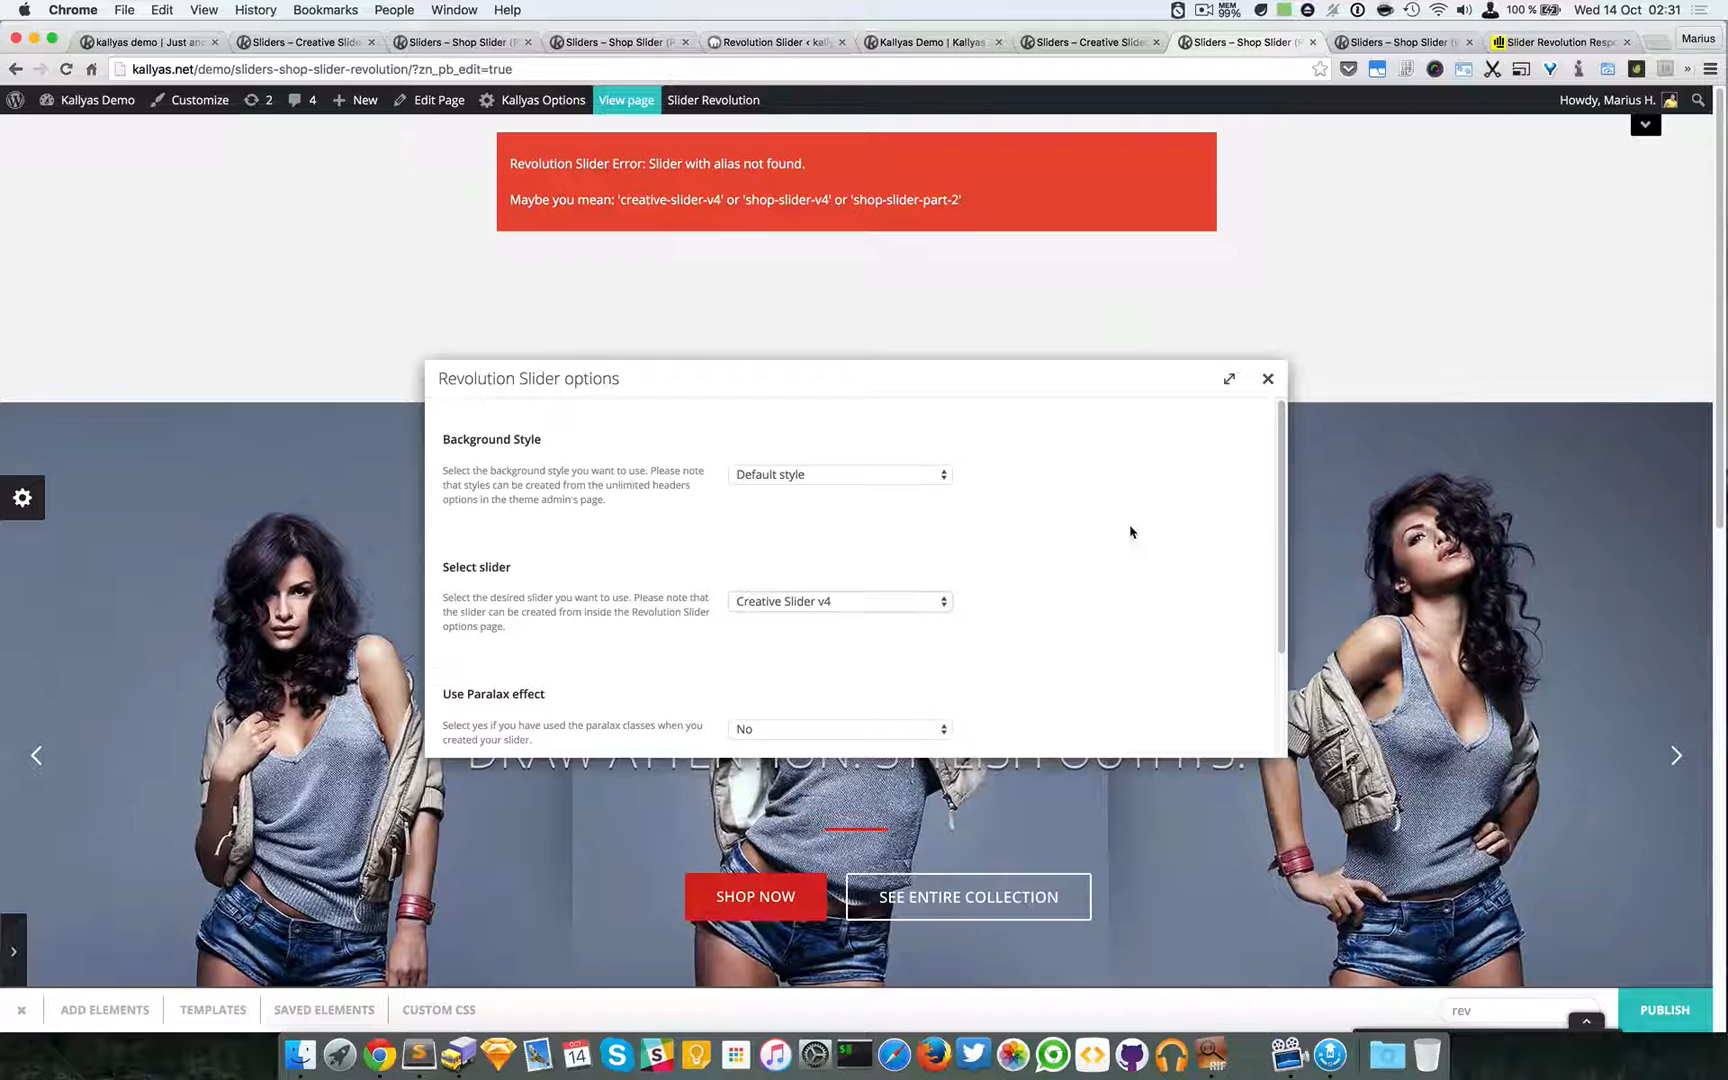 Chrome File Edit View History Bookmarks People Window Help MEM 99% 100 % Wed 14 Oct 02:31
kallyas demo | Just an Sliders – Creative Slid Sliders – Shop Slider ( Sliders – Shop Slider (F Revolution Slider ‹ kall Kallyas Demo | Kallyas Sliders – Creative Slide Sliders – Shop Slider (F Sliders – Shop Slider ( Slider Revolution Resp Marius
kallyas.net/demo/sliders-shop-slider-revolution/?zn_pb_edit=true
Kallyas Demo Customize 2 4 New Edit Page Kallyas Options View page Slider Revolution Howdy, Marius H.
Revolution Slider Error: Slider with alias not found.
Maybe you mean: 'creative-slider-v4' or 'shop-slider-v4' or 'shop-slider-part-2'
Revolution Slider options
Background Style
Select the background style you want to use. Please note Default style
that styles can be created from the unlimited headers
options in the theme admin's page.
Select slider
Select the desired slider you want to use. Please note that Creative Slider v4
the slider can be created from inside the Revolution Slider
options page.
Use Paralax effect
Select yes if you have used the paralax classes when you No
created your slider.
DRAW ATTENTION. STYLISH OUTFITS.
SHOP NOW SEE ENTIRE COLLECTION
ADD ELEMENTS TEMPLATES SAVED ELEMENTS CUSTOM CSS rev PUBLISH
14